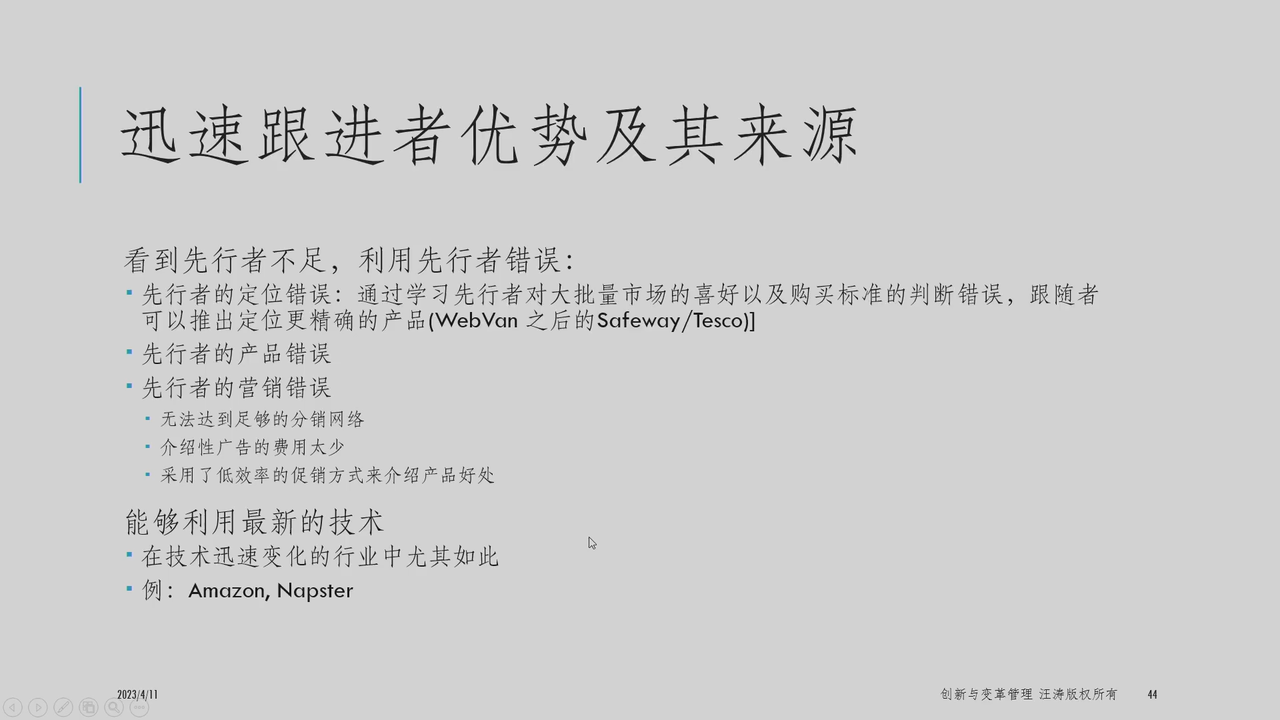 迅速跟进者优势及其来源
看到先行者不足，利用先行者错误：
先行者的定位错误：通过学习先行者对大批量市场的喜好以及购买标准的判断错误，跟随者
可以推出定位更精确的产品(WebVan 之后的Safeway/Tesco)]
先行者的产品错误
先行者的营销错误
无法达到足够的分销网络
介绍性广告的费用太少
采用了低效率的促销方式来介绍产品好处
能够利用最新的技术
在技术迅速变化的行业中尤其如此
例：Amazon, Napster
2023/4/11
创新与变革管理 汪涛版权所有
44